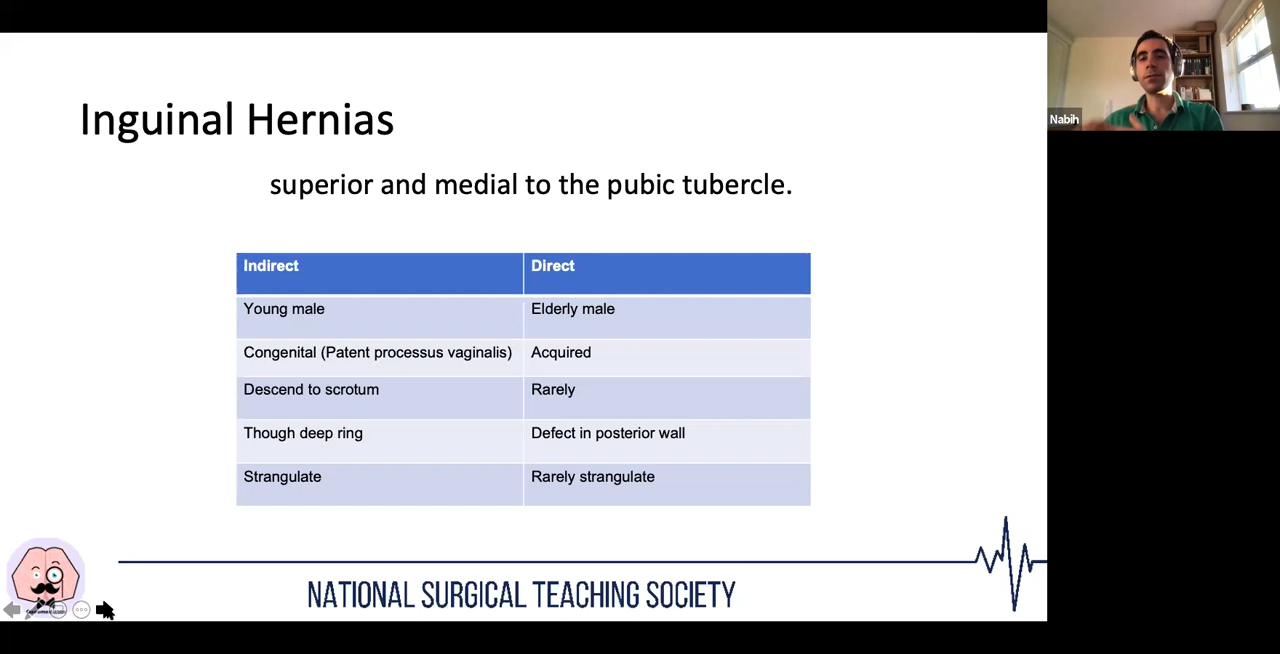 Inguinal Hernias
superior and medial to the pubic tubercle.
Indirect Direct
Young male Elderly male
Congenital (Patent processus vaginalis) Acquired
Descend to scrotum Rarely
Though deep ring Defect in posterior wall
Strangulate Rarely strangulate
NATIONAL SURGICAL TEACHING SOCIETY
Nabih